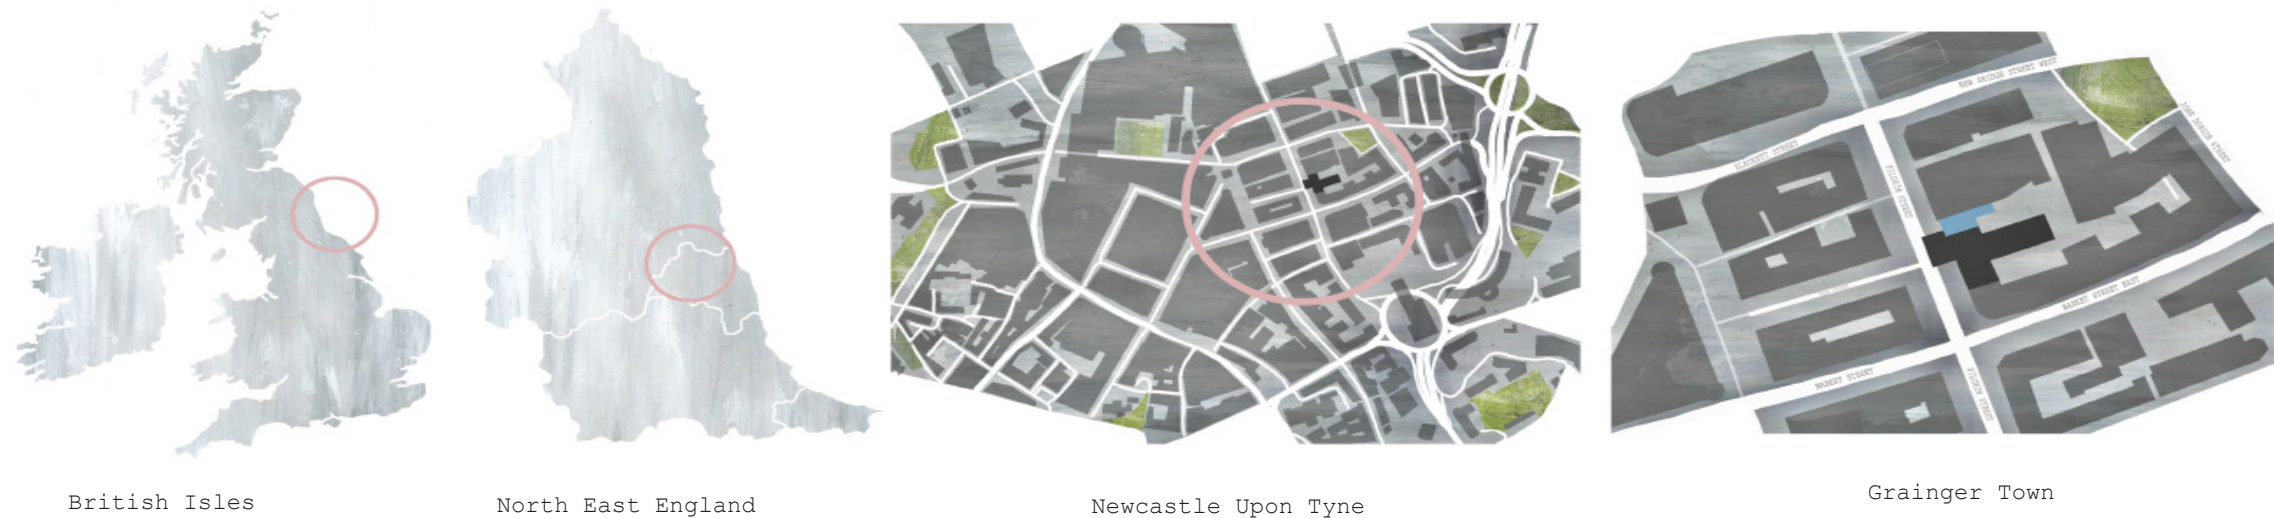 NEW BRIDGE STREET WEST
JOHN DOBSON STREET
BLACKETT STREET
PILGRIM STREET
MARKET STREET EAST
MARKET STREET
PILGRIM STREET
British Isles
North East England
Newcastle Upon Tyne
Grainger Town